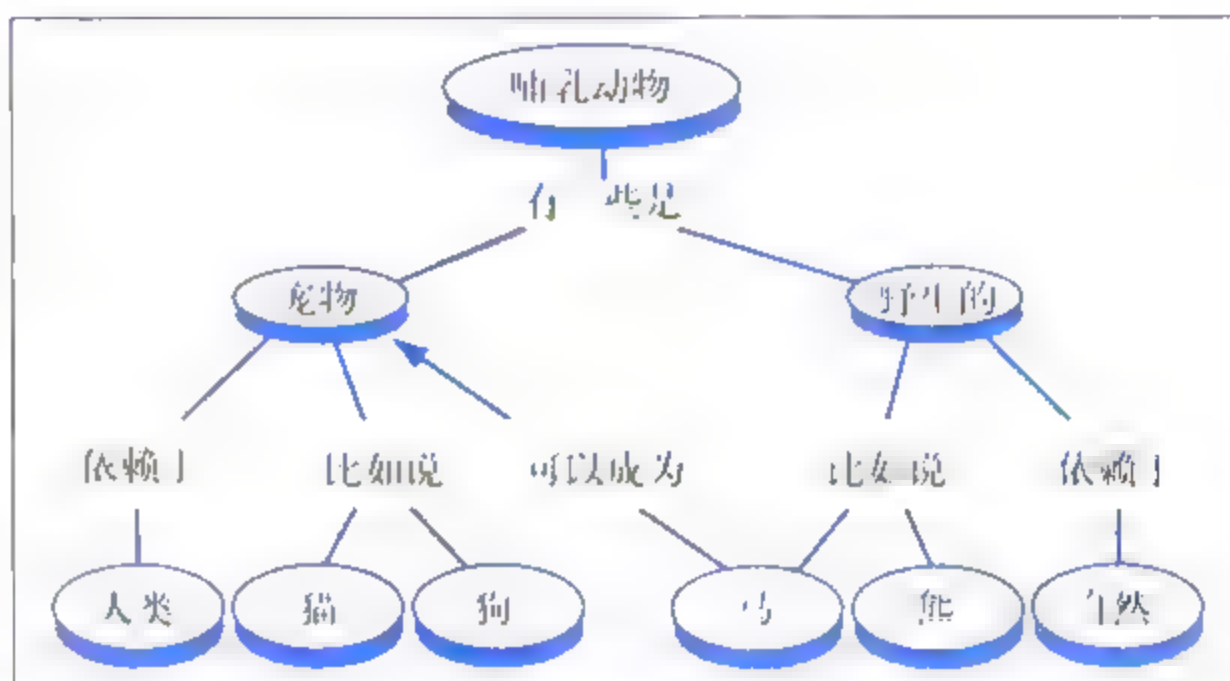 哺乳动物
有 些是
宠物 野生的
依赖于 比如说 可以成为 比如说 依赖于
人类 猫 狗 马 熊 自然